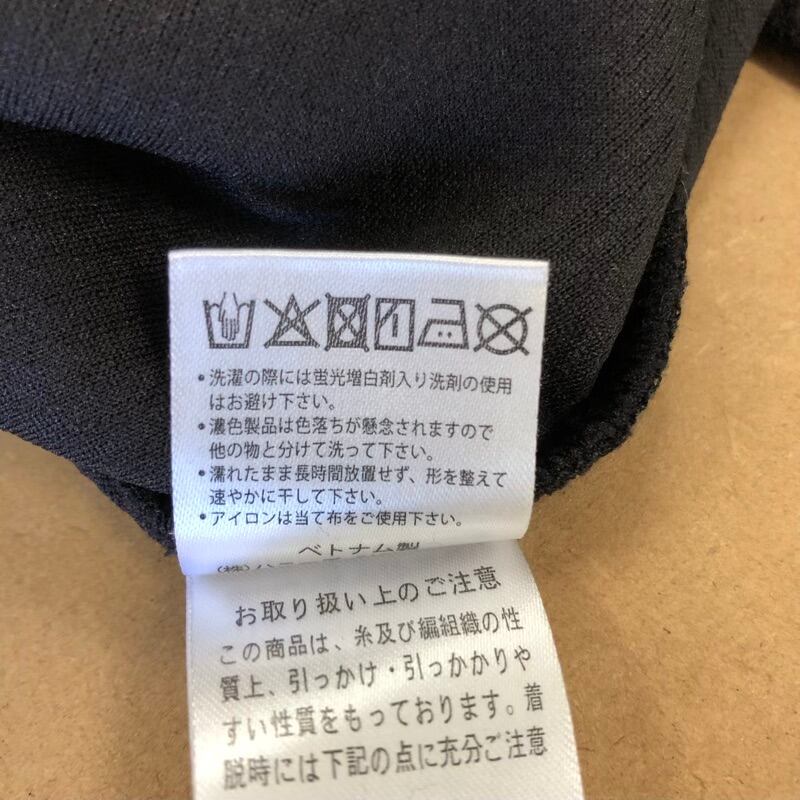 ・洗濯の際には蛍光増白剤入り洗剤の使用
はお避け下さい。
・濃色製品は色落ちが懸念されますので
他の物と分けて洗って下さい。
・濡れたまま長時間放置せず、形を整えて
速やかに干して下さい。
・アイロンは当て布をご使用下さい。
ベトナム製
お取り扱い上のご注意
この商品は、糸及び編組織の性
質上、引っかけ・引っかかりや
すい性質をもっております。着
脱時には下記の点に充分ご注意